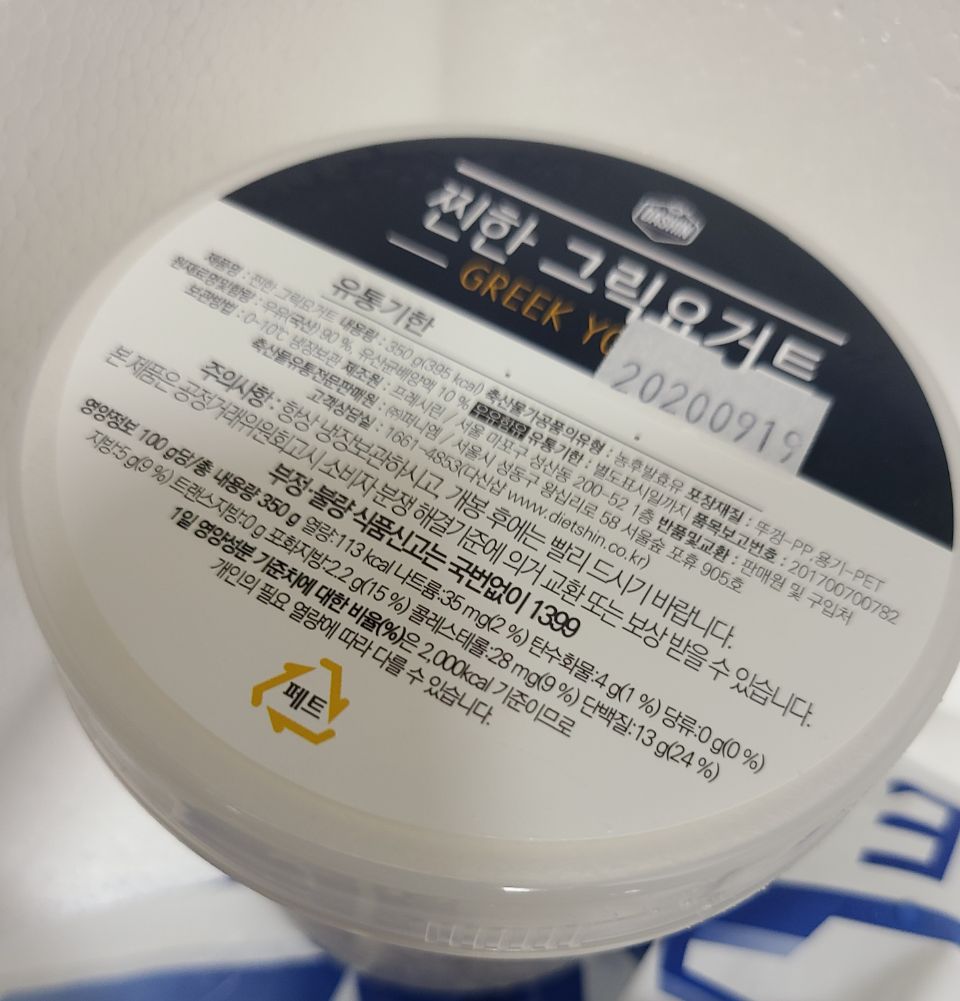 DASHIN
찐한 그릭요거트
GREEK YO
20200919
유통기한
제품명 : 찐한 그릭요거트 내용량 : 350 g(395 kcal) 축산물가공품의유형 : 농후발효유 포장재질 : 뚜껑-PP,용기-PET
원재료명및함량 : 우유(국산) 90 %, 유산균배양액 10 % 우유함유 유통기한 : 별도표시일까지 품목보고번호 : 201700700782
보관방법 : 0~10℃ 냉장보관 제조원 : 프레시릴 / 서울 마포구 성산동 200-52 1층 반품및교환 : 판매원 및 구입처
축산물유통전문판매원 : ㈜퍼니엠 / 서울시 성동구 왕십리로 58 서울숲 포휴 905호
고객상담실 : 1661-4853(다신샵 www.dietshin.co.kr)
주의사항 : 항상 냉장보관하시고, 개봉 후에는 빨리 드시기 바랍니다.
본 제품은 공정거래위원회고시 소비자 분쟁 해결기준에 의거 교환 또는 보상 받을 수 있습니다.
부정·불량 식품신고는 국번없이 1399
영양정보 100 g당/총 내용량 350 g 열량:113 kcal 나트륨:35 mg(2 %) 탄수화물:4 g(1 %) 당류:0 g(0 %)
지방:5 g(9 %) 트랜스지방:0 g 포화지방:2.2 g(15 %) 콜레스테롤:28 mg(9 %) 단백질:13 g(24 %)
1일 영양성분 기준치에 대한 비율(%)은 2,000kcal 기준이므로
개인의 필요 열량에 따라 다를 수 있습니다.
페트